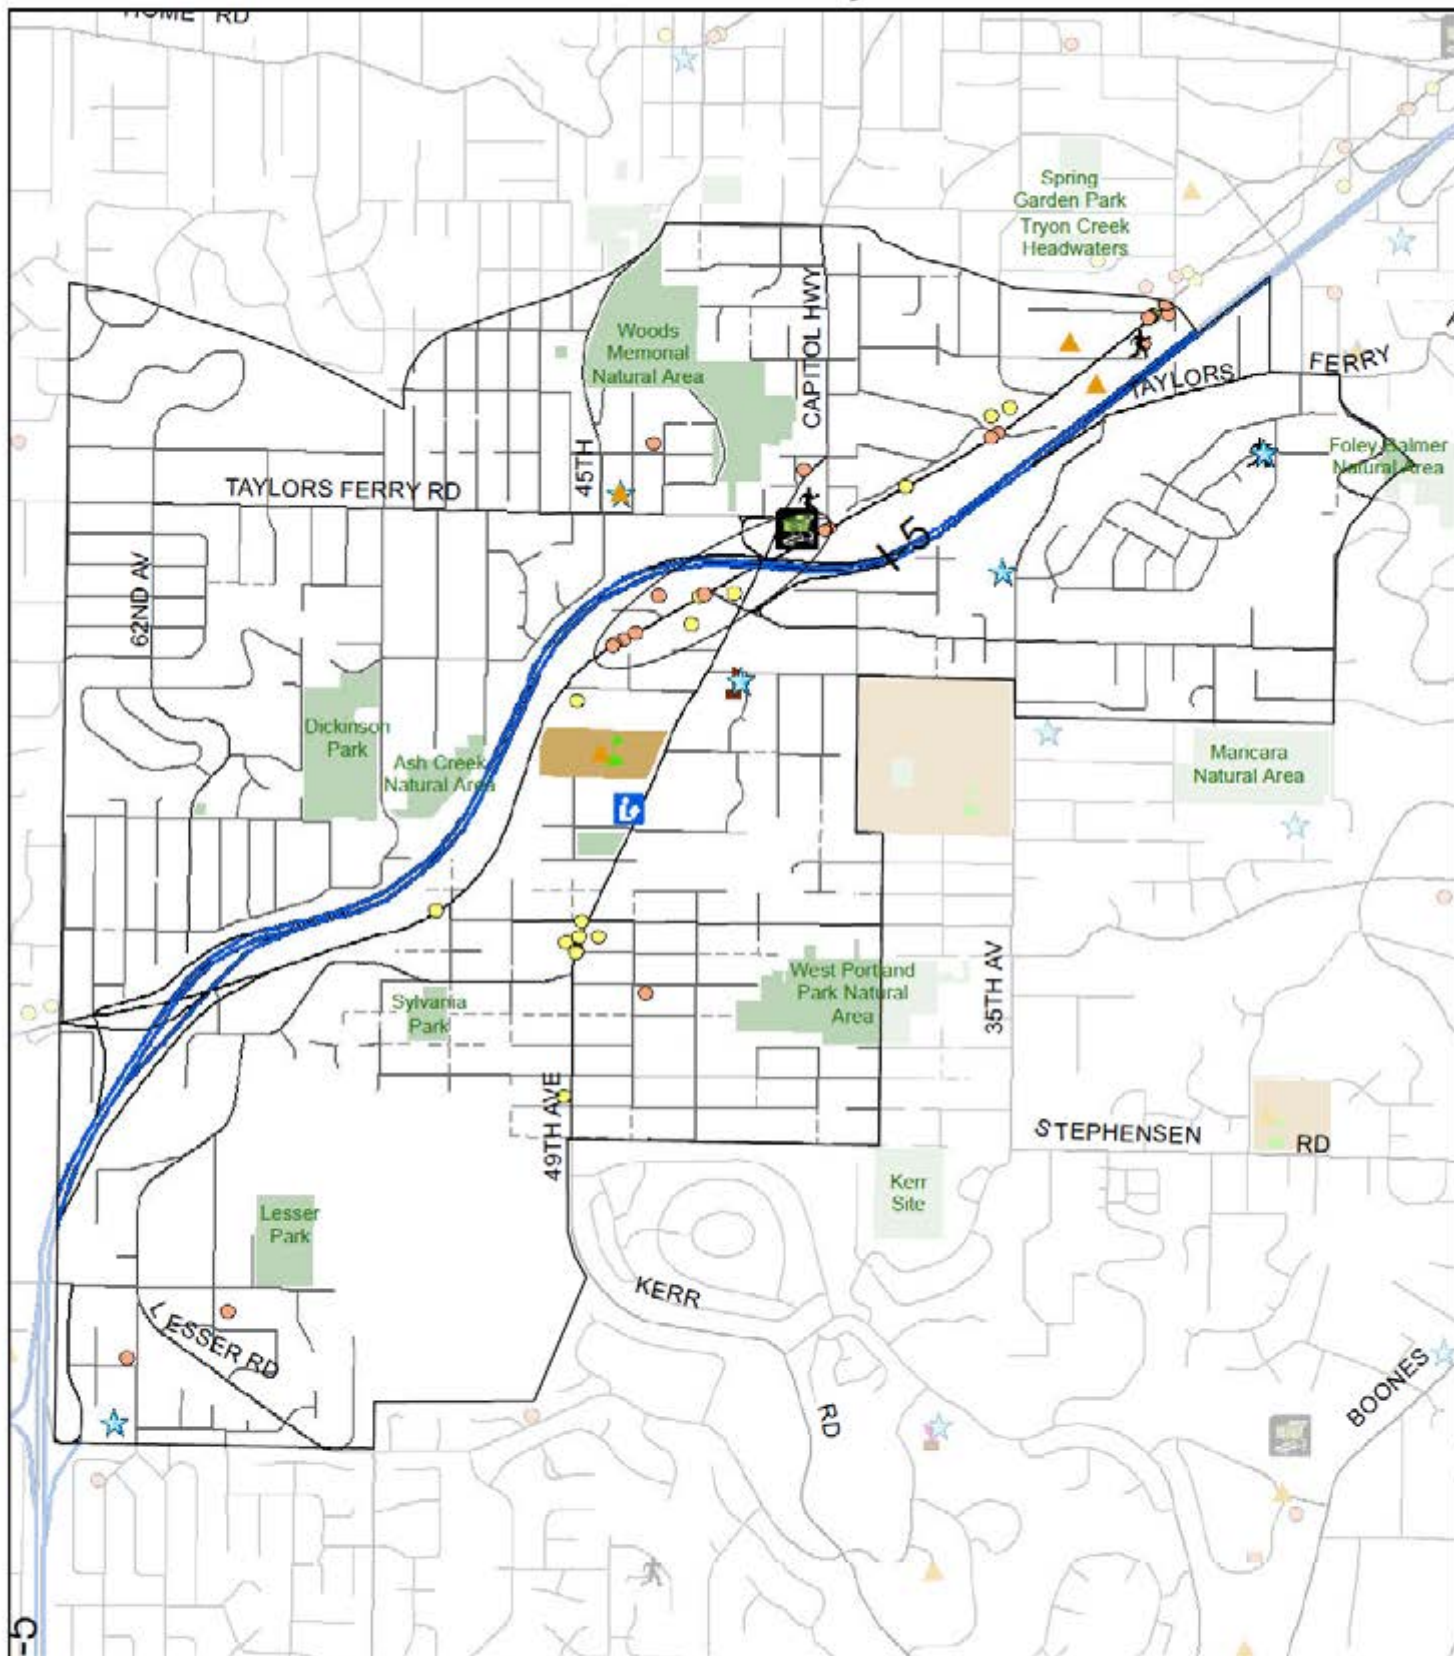 HOME RD
Spring
Garden Park
Tryon Creek
Headwaters
CAPITOL HWY
Woods
Memorial
Natural Area
TAYLORS
FERRY
45TH
Foley Balmer
Natural Area
TAYLORS FERRY RD
I 5
62ND AV
Dickinson
Park
Ash Creek
Natural Area
Mancara
Natural Area
West Portland
Park Natural
Area
35TH AV
Sylvania
Park
49TH AVE
STEPHENSEN
RD
Kerr
Site
Lesser
Park
KERR
LESSER RD
RD
BOONES